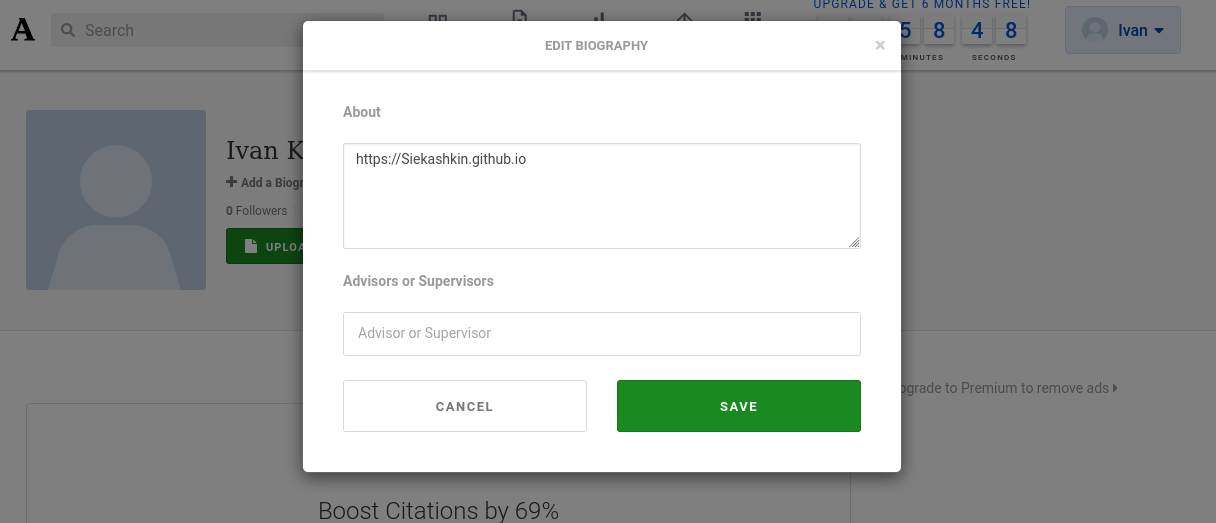 UPGRADE & GET 6 MONTHS FREE!
A
Search
5 8 4 8
MINUTES SECONDS
Ivan
EDIT BIOGRAPHY
×
About
https://Siekashkin.github.io
Ivan K
Add a Biogr
0 Followers
UPLOA
Advisors or Supervisors
Advisor or Supervisor
CANCEL
SAVE
pgrade to Premium to remove ads
Boost Citations by 69%